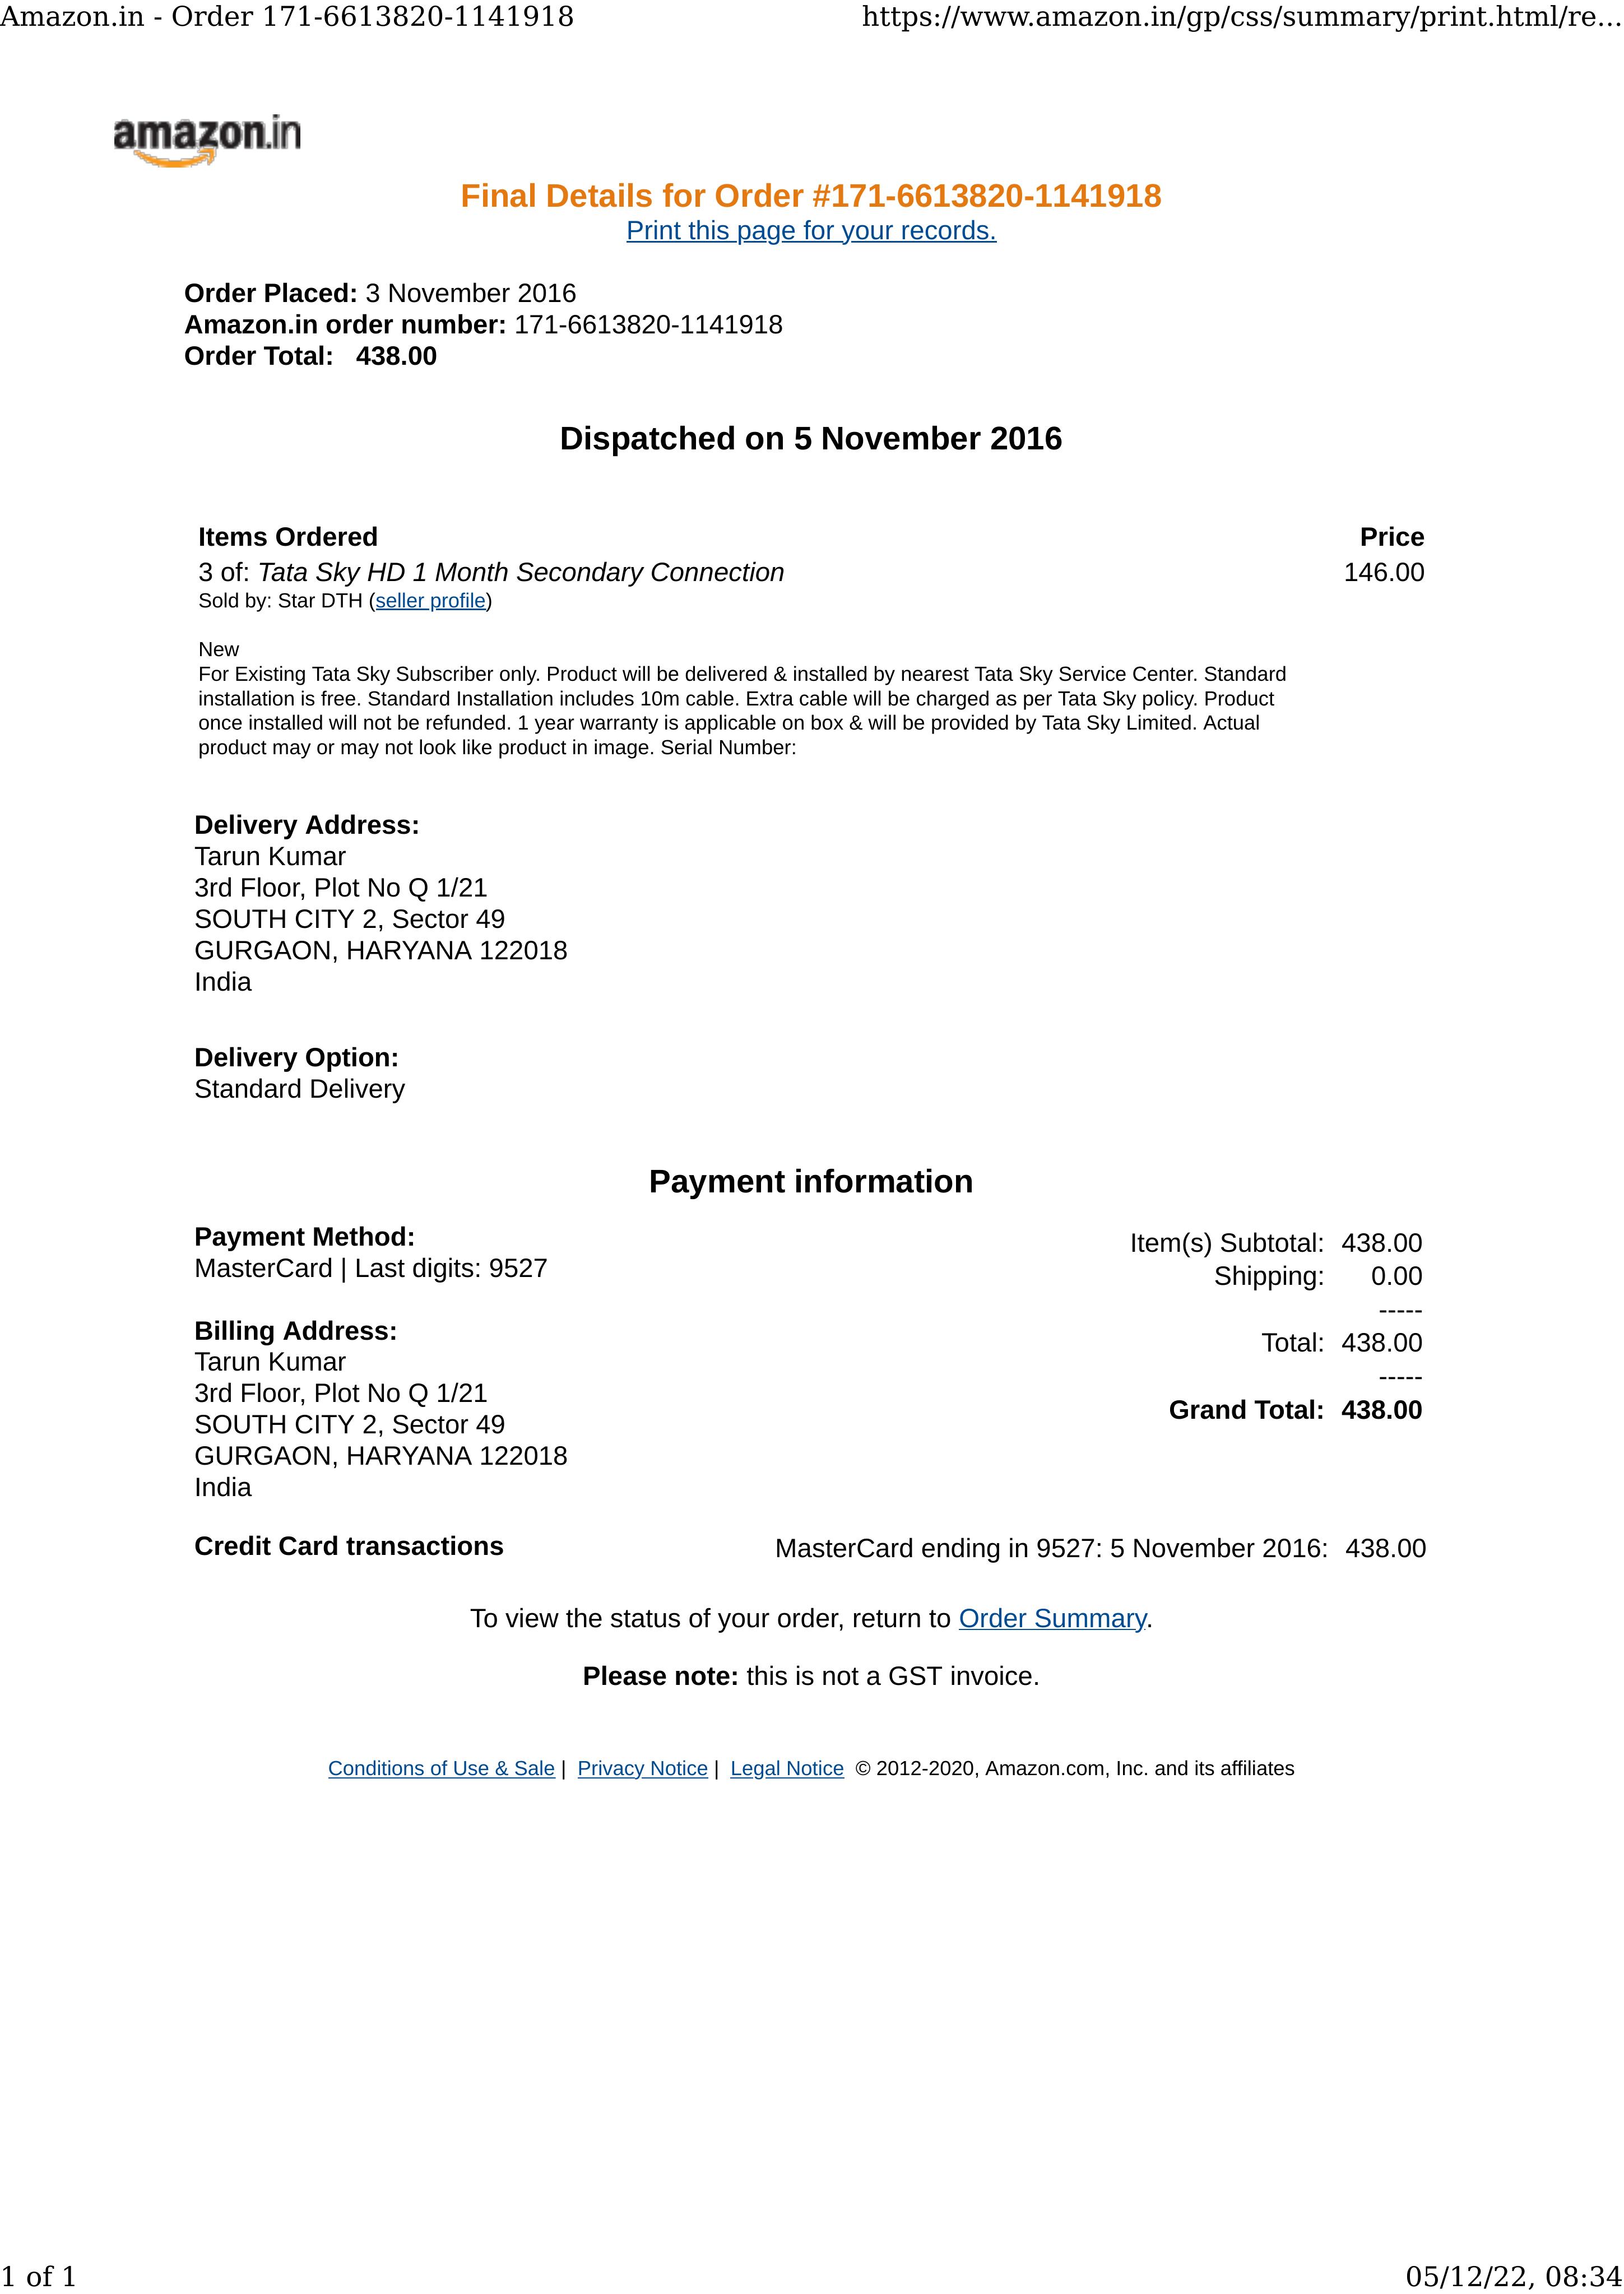 Amazon.in - Order 171-6613820-1141918 https://www.amazon.in/gp/css/summary/print.html/re...
amazon.in
Final Details for Order #171-6613820-1141918
Print this page for your records.
Order Placed: 3 November 2016
Amazon.in order number: 171-6613820-1141918
Order Total: 438.00
Dispatched on 5 November 2016
Items Ordered Price
3 of: Tata Sky HD 1 Month Secondary Connection 146.00
Sold by: Star DTH (seller profile)
New
For Existing Tata Sky Subscriber only. Product will be delivered & installed by nearest Tata Sky Service Center. Standard
installation is free. Standard Installation includes 10m cable. Extra cable will be charged as per Tata Sky policy. Product
once installed will not be refunded. 1 year warranty is applicable on box & will be provided by Tata Sky Limited. Actual
product may or may not look like product in image. Serial Number:
Delivery Address:
Tarun Kumar
3rd Floor, Plot No Q 1/21
SOUTH CITY 2, Sector 49
GURGAON, HARYANA 122018
India
Delivery Option:
Standard Delivery
Payment information
Payment Method:
MasterCard | Last digits: 9527
Billing Address:
Tarun Kumar
3rd Floor, Plot No Q 1/21
SOUTH CITY 2, Sector 49
GURGAON, HARYANA 122018
India
Item(s) Subtotal: 438.00
Shipping: 0.00
-----
Total: 438.00
-----
Grand Total: 438.00
Credit Card transactions MasterCard ending in 9527: 5 November 2016: 438.00
To view the status of your order, return to Order Summary.
Please note: this is not a GST invoice.
Conditions of Use & Sale | Privacy Notice | Legal Notice © 2012-2020, Amazon.com, Inc. and its affiliates
1 of 1 05/12/22, 08:34